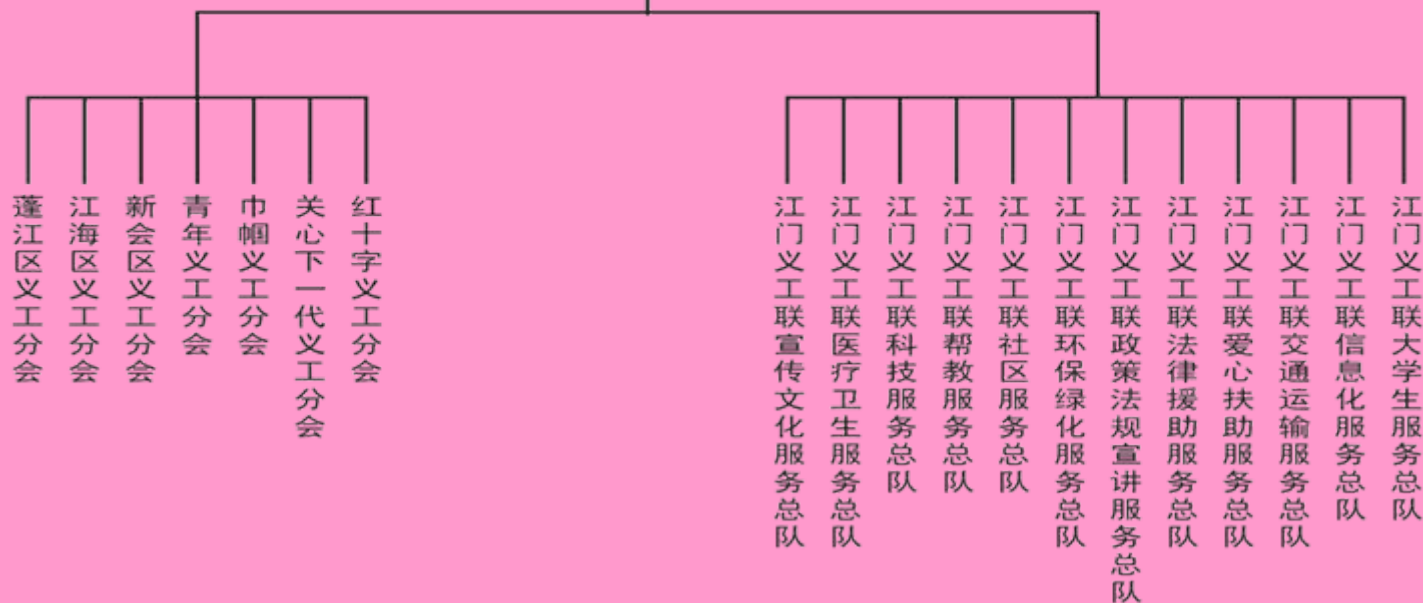 蓬江区义工分会
江海区义工分会
新会区义工分会
青年义工分会
巾帼义工分会
关心下一代义工分会
红十字义工分会
江门义工联宣传文化服务总队
江门义工联医疗卫生服务总队
江门义工联科技服务总队
江门义工联帮教服务总队
江门义工联社区服务总队
江门义工联环保绿化服务总队
江门义工联政策法规宣讲服务总队
江门义工联法律援助服务总队
江门义工联爱心扶助服务总队
江门义工联交通运输服务总队
江门义工联信息化服务总队
江门义工联大学生服务总队